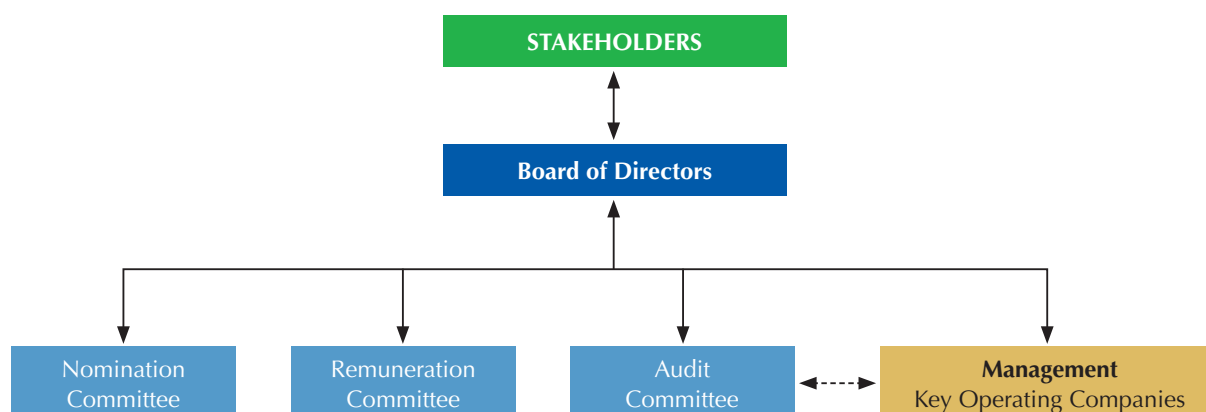 STAKEHOLDERS
Board of Directors
Nomination
Committee
Remuneration
Committee
Audit
Committee
Management
Key Operating Companies